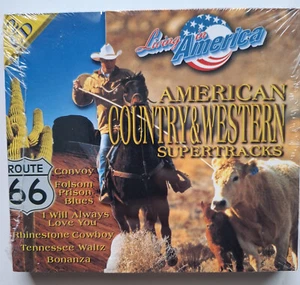 Living in
America
AMERICAN
COUNTRY & WESTERN
SUPERTRACKS
ROUTE
66
Convoy
Folsom
Prison
Blues
I Will Always
Love You
Rhinestone Cowboy
Tennessee Waltz
Bonanza